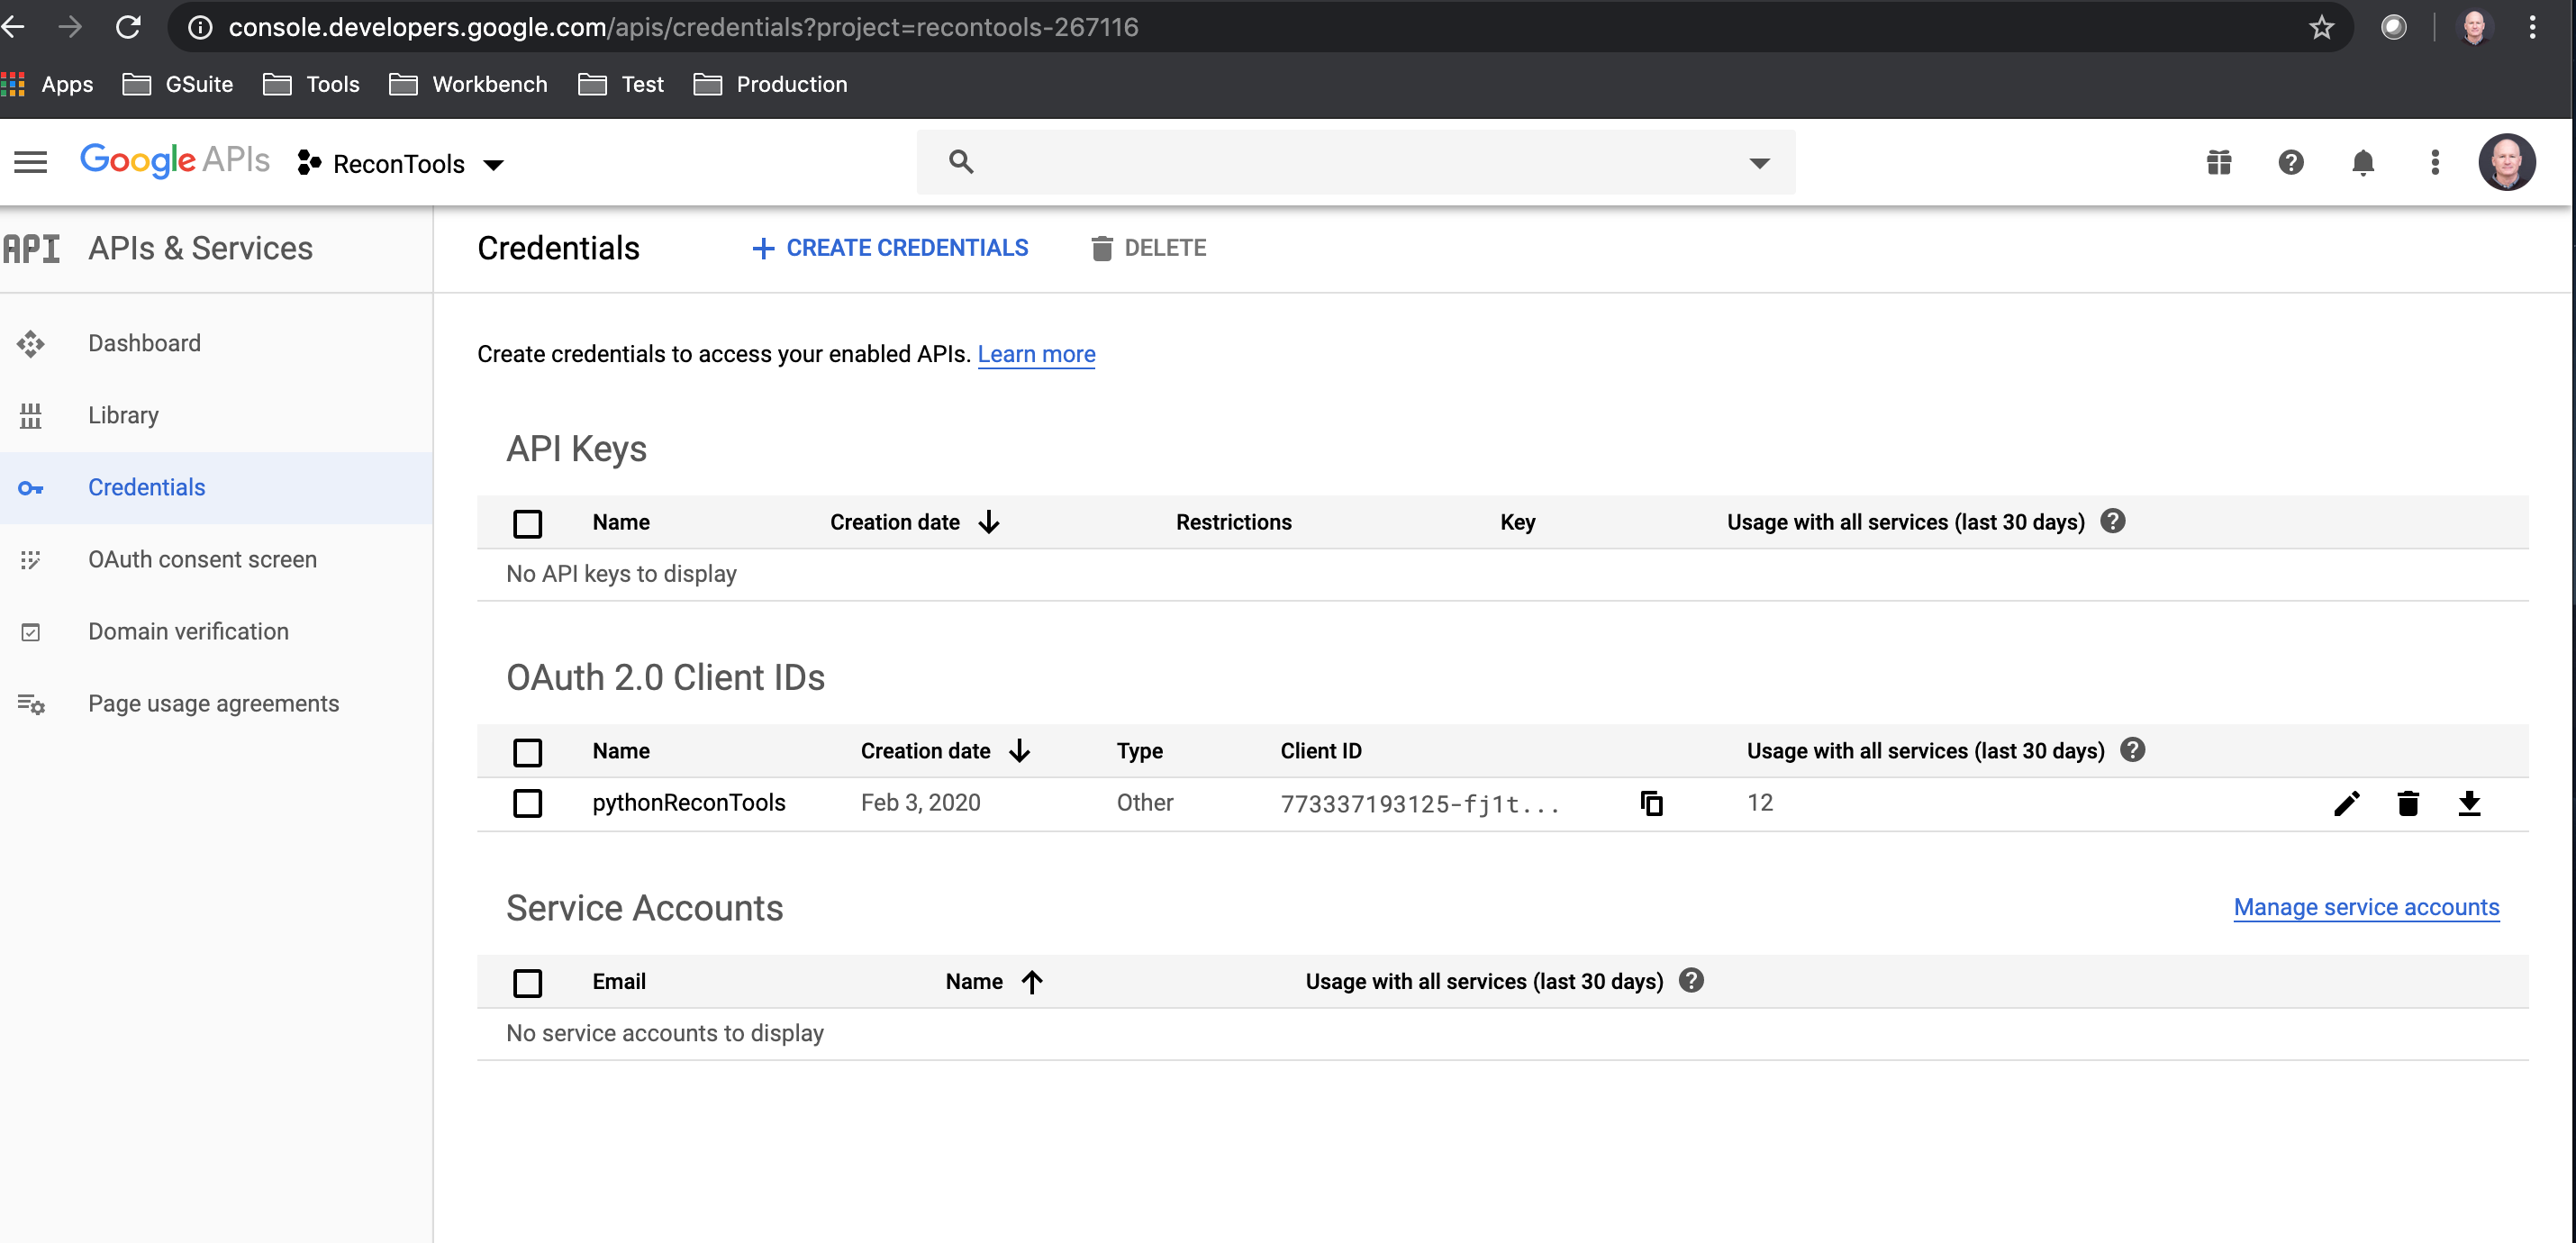 console.developers.google.com/apis/credentials?project=recontools-267116
Apps GSuite Tools Workbench Test Production
Google APIs ReconTools
API APIs & Services
Credentials CREATE CREDENTIALS DELETE
Dashboard
Library
Credentials
OAuth consent screen
Domain verification
Page usage agreements
Create credentials to access your enabled APIs. Learn more
API Keys
Name Creation date Restrictions Key Usage with all services (last 30 days)
No API keys to display
OAuth 2.0 Client IDs
Name Creation date Type Client ID Usage with all services (last 30 days)
pythonReconTools Feb 3, 2020 Other 773337193125-fj1t... 12
Service Accounts Manage service accounts
Email Name Usage with all services (last 30 days)
No service accounts to display